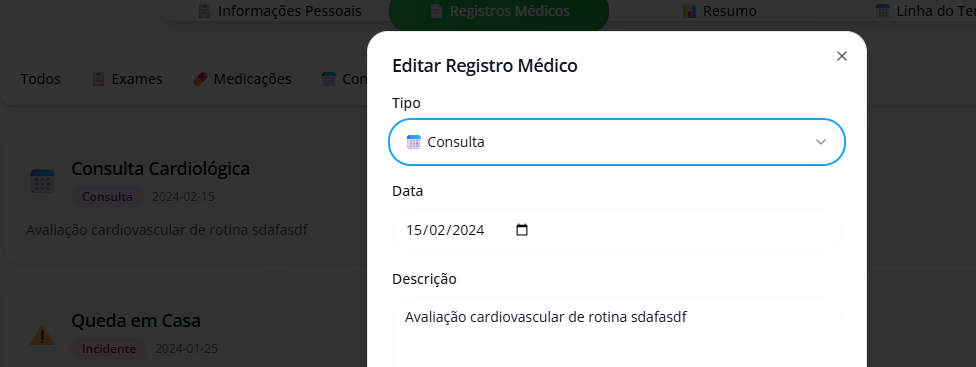 Informações Pessoais
Registros Médicos
Resumo
Linha do
Todos
Exames
Medicações
Editar Registro Médico
Tipo
Consulta
Consulta Cardiológica
Consulta 2024-02-15
Data
15/02/2024
Avaliação cardiovascular de rotina sdafasdf
Descrição
Avaliação cardiovascular de rotina sdafasdf
Queda em Casa
Incidente 2024-01-25